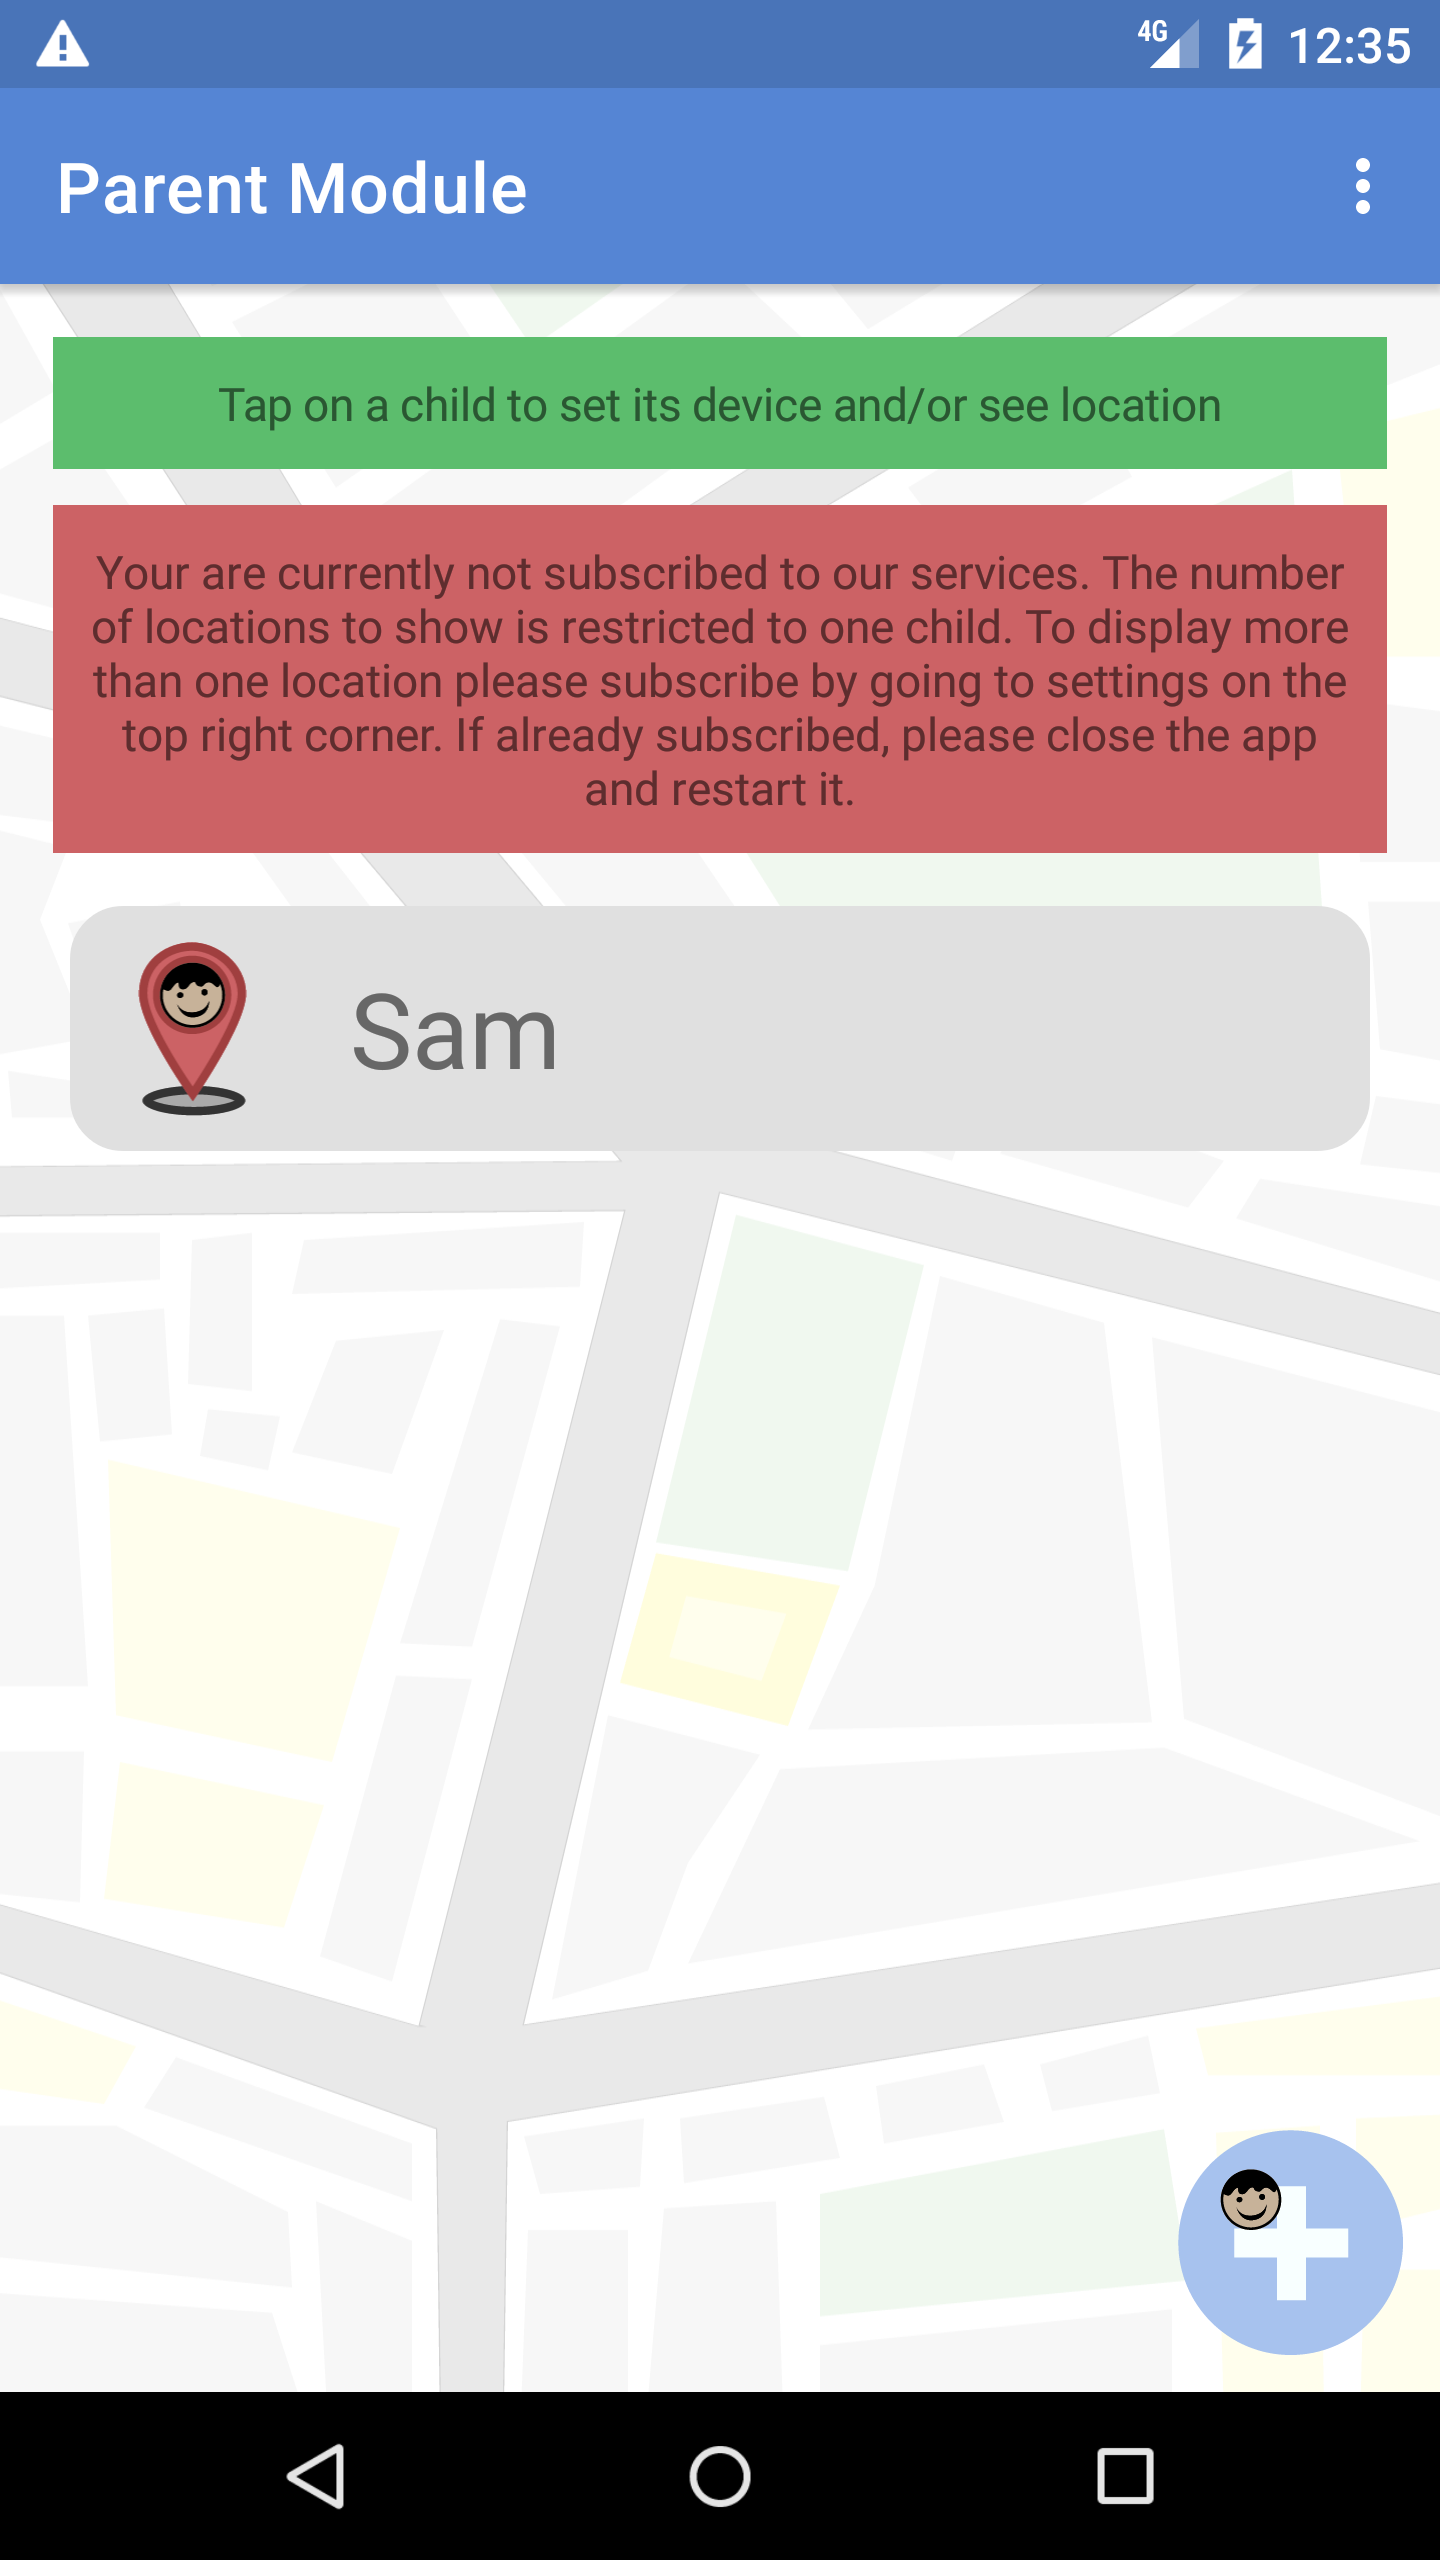 4G 12:35
Parent Module
Tap on a child to set its device and/or see location
Your are currently not subscribed to our services. The number
of locations to show is restricted to one child. To display more
than one location please subscribe by going to settings on the
top right corner. If already subscribed, please close the app
and restart it.
Sam